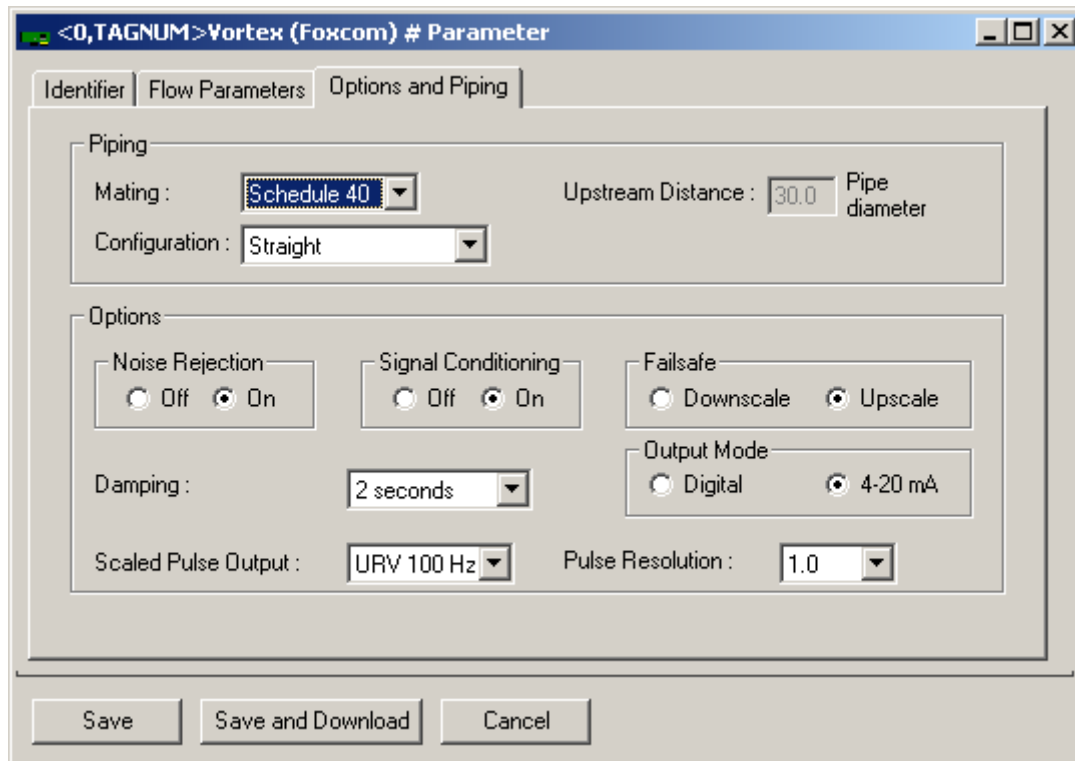 <0,TAGNUM>Vortex (Foxcom) # Parameter
Identifier Flow Parameters Options and Piping
Piping
Mating : Schedule 40 Upstream Distance : 30.0 Pipe diameter
Configuration : Straight
Options
Noise Rejection Signal Conditioning Failsafe
Off On Off On Downscale Upscale
Output Mode
Damping : 2 seconds Digital 4-20 mA
Scaled Pulse Output : URV 100 Hz Pulse Resolution : 1.0
Save Save and Download Cancel